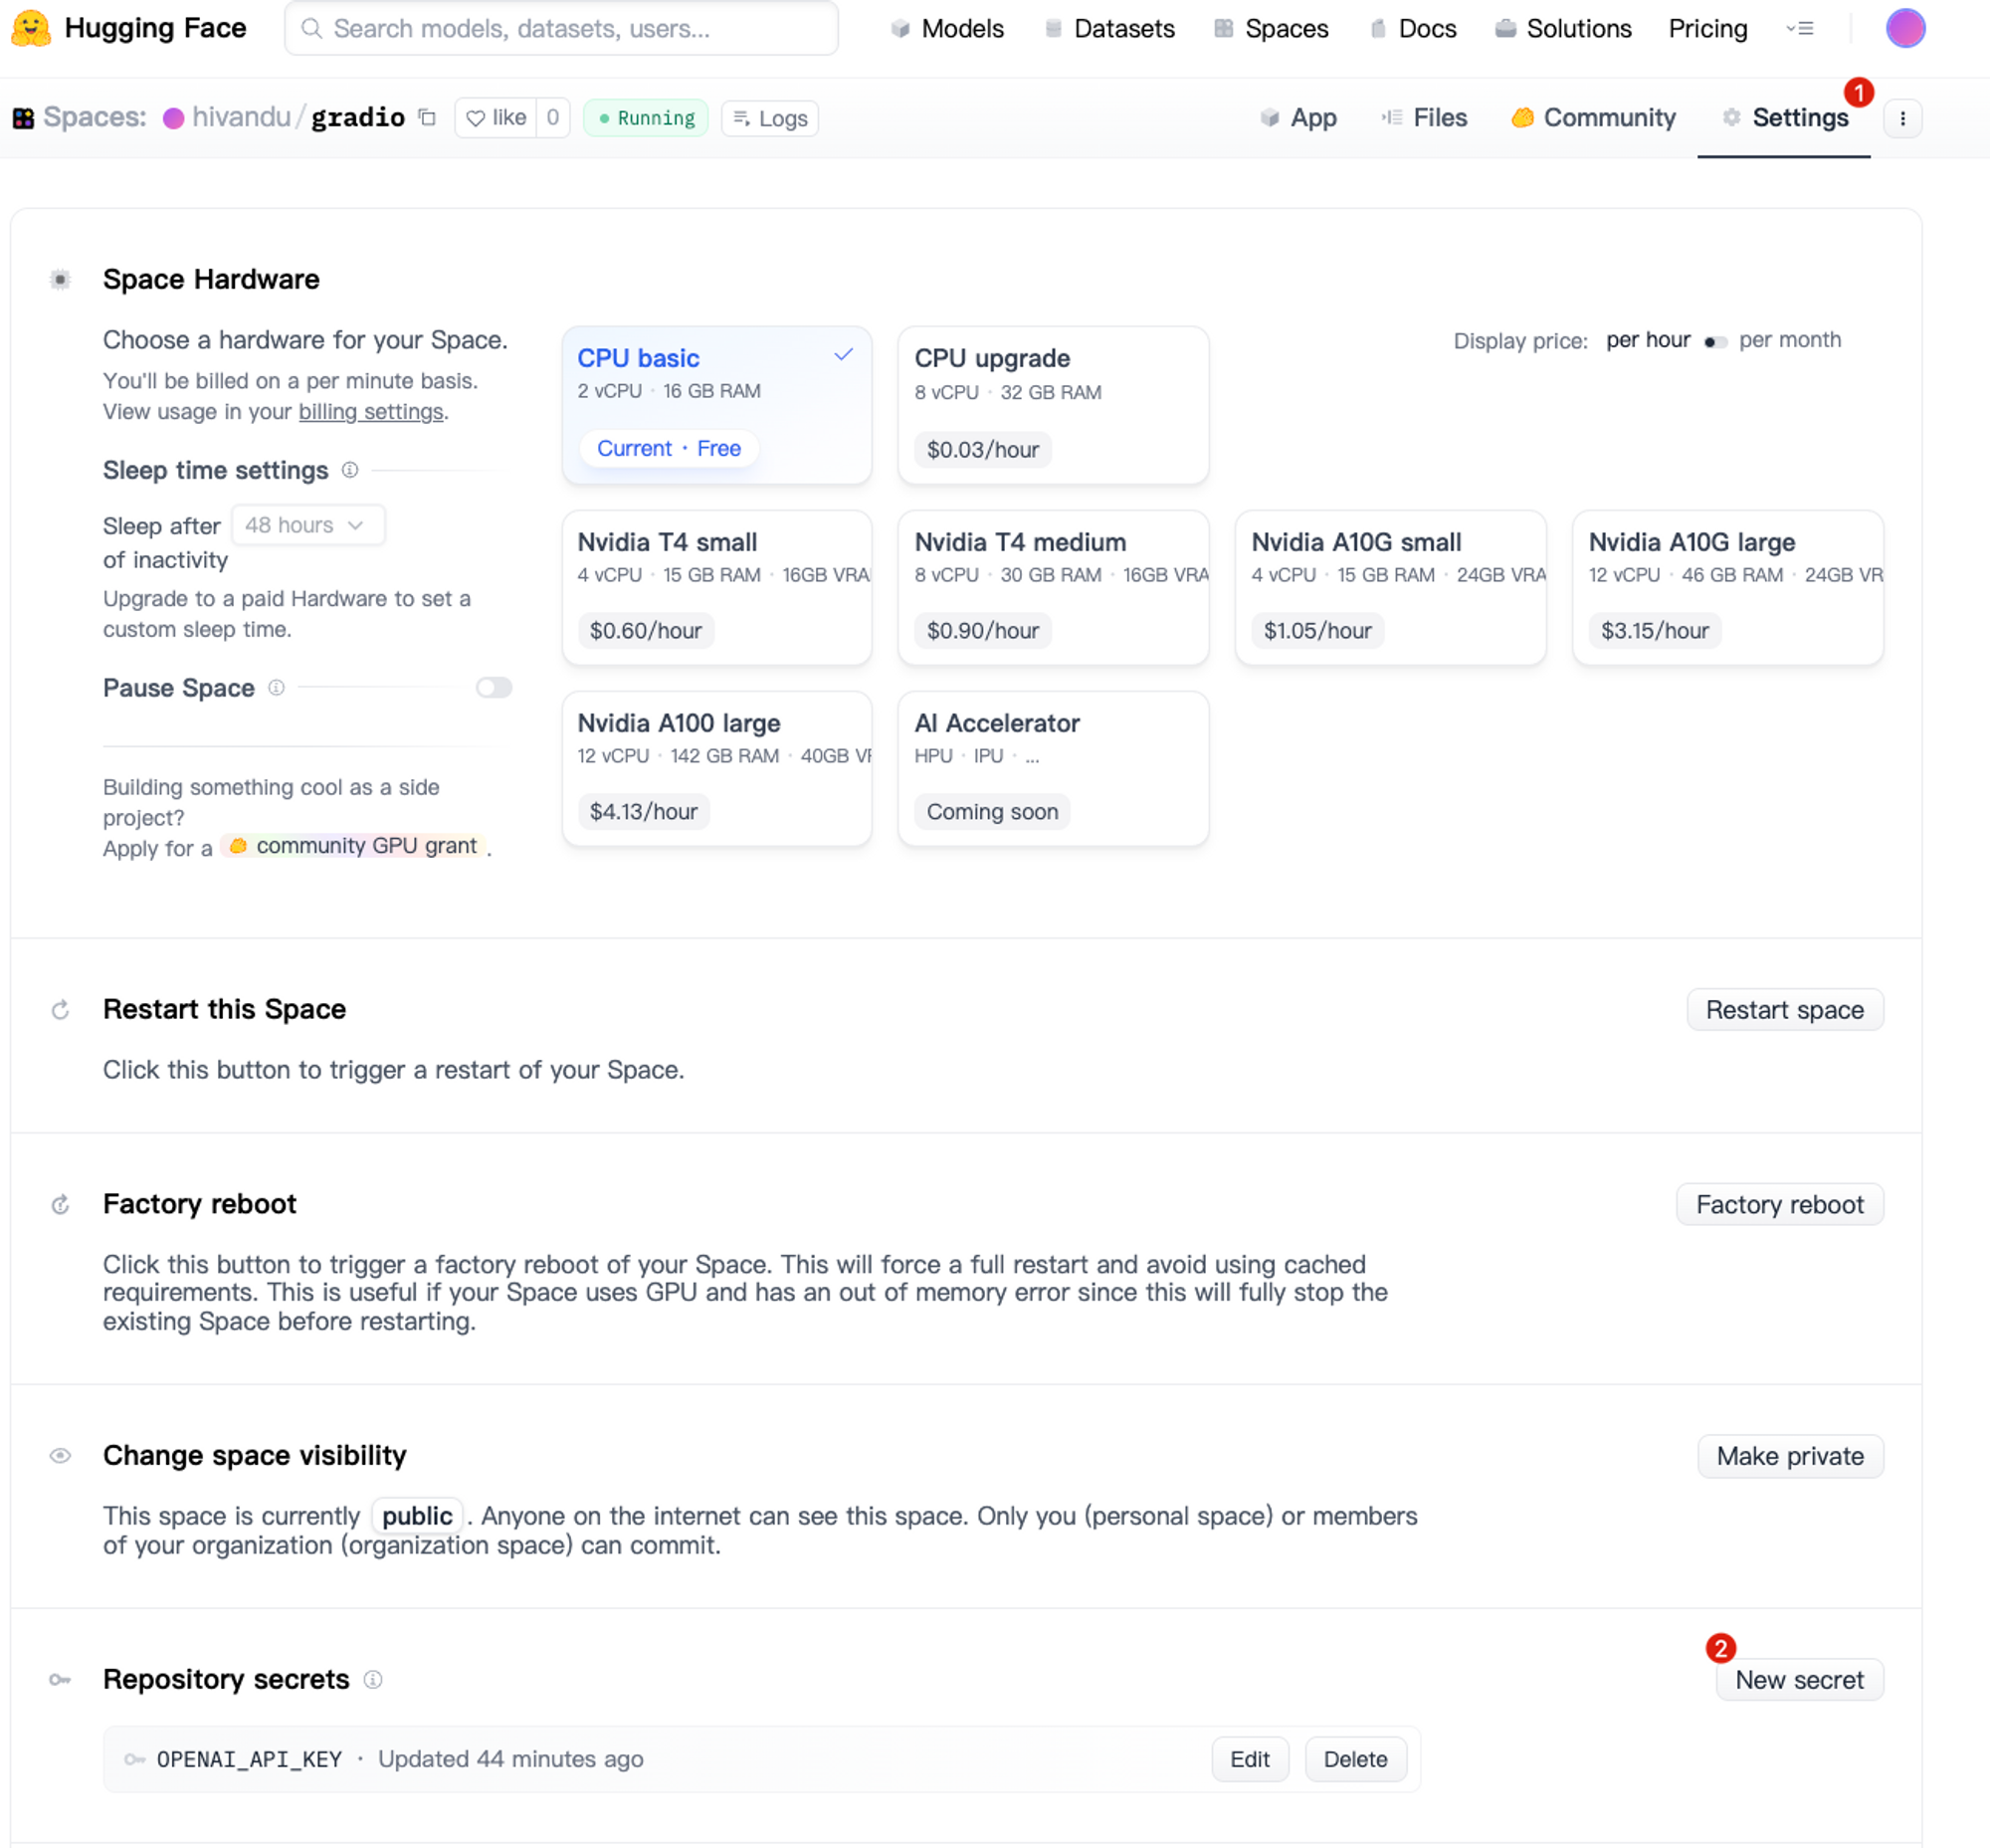 Hugging Face
Search models, datasets, users...
Models
Datasets
Spaces
Docs
Solutions
Pricing
Spaces:
hivandu/gradio
like
0
Running
Logs
App
Files
Community
Settings
1
Space Hardware
Choose a hardware for your Space.
You'll be billed on a per minute basis.
View usage in your billing settings.
Sleep time settings
Sleep after 48 hours
of inactivity
Upgrade to a paid Hardware to set a
custom sleep time.
Pause Space
Building something cool as a side
project?
Apply for a community GPU grant .
CPU basic
2 vCPU · 16 GB RAM
Current · Free
CPU upgrade
8 vCPU · 32 GB RAM
$0.03/hour
Display price: per hour per month
Nvidia T4 small
4 vCPU · 15 GB RAM · 16GB VRA
$0.60/hour
Nvidia T4 medium
8 vCPU · 30 GB RAM · 16GB VRA
$0.90/hour
Nvidia A10G small
4 vCPU · 15 GB RAM · 24GB VRA
$1.05/hour
Nvidia A10G large
12 vCPU · 46 GB RAM · 24GB VR
$3.15/hour
Nvidia A100 large
12 vCPU · 142 GB RAM · 40GB VR
$4.13/hour
AI Accelerator
HPU · IPU · ...
Coming soon
Restart this Space
Restart space
Click this button to trigger a restart of your Space.
Factory reboot
Factory reboot
Click this button to trigger a factory reboot of your Space. This will force a full restart and avoid using cached
requirements. This is useful if your Space uses GPU and has an out of memory error since this will fully stop the
existing Space before restarting.
Change space visibility
Make private
This space is currently public . Anyone on the internet can see this space. Only you (personal space) or members
of your organization (organization space) can commit.
Repository secrets
2
New secret
OPENAI_API_KEY · Updated 44 minutes ago
Edit
Delete